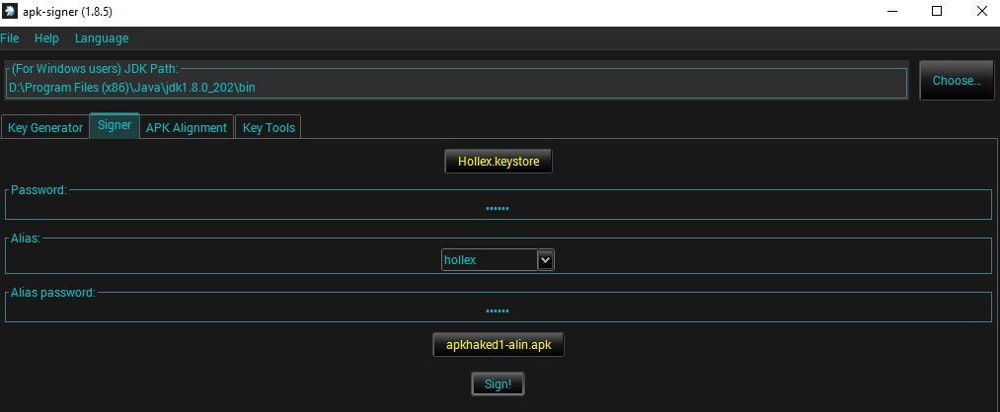 apk-signer (1.8.5)
File Help Language
(For Windows users) JDK Path:
D:\Program Files (x86)\Java\jdk1.8.0_202\bin
Choose...
Key Generator Signer APK Alignment Key Tools
Hollex.keystore
Password:
••••••
Alias:
hollex
Alias password:
••••••
apkhaked1-alin.apk
Sign!